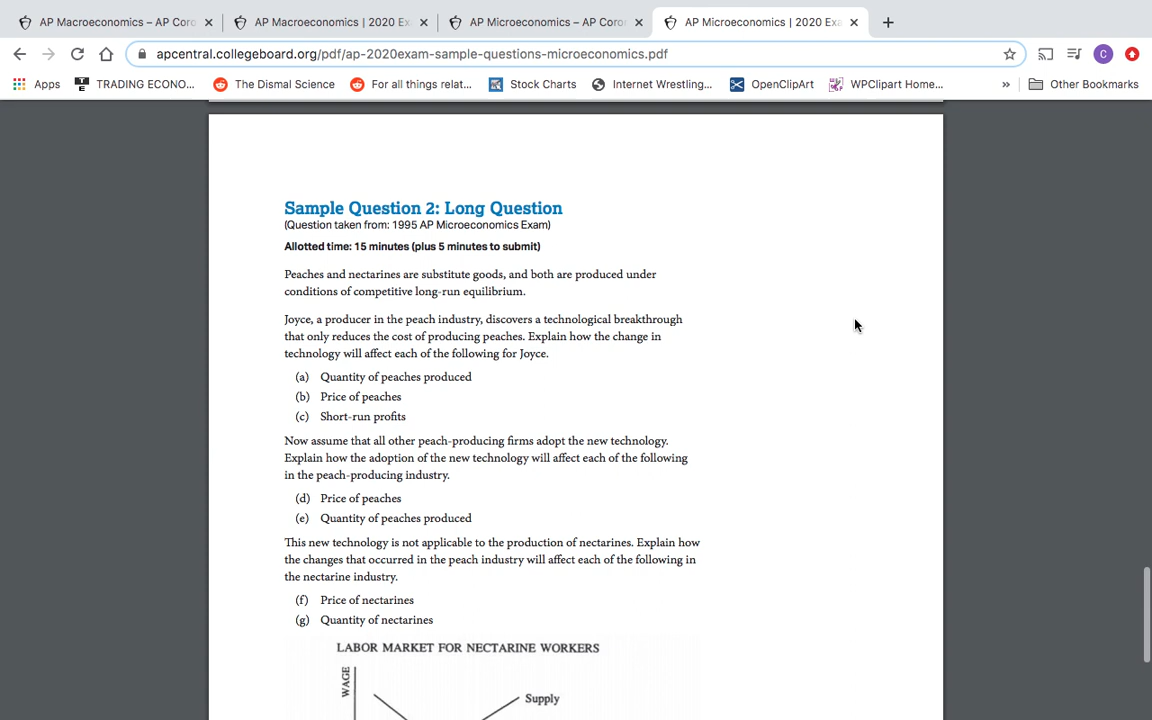 AP Macroeconomics – AP Coro
AP Macroeconomics | 2020 Ex
AP Microeconomics – AP Coro
AP Microeconomics | 2020 Exa
apcentral.collegeboard.org/pdf/ap-2020exam-sample-questions-microeconomics.pdf
C
Apps
TRADING ECONO...
The Dismal Science
For all things relat...
Stock Charts
Internet Wrestling...
OpenClipArt
WPClipart Home...
»
Other Bookmarks
Sample Question 2: Long Question
(Question taken from: 1995 AP Microeconomics Exam)
Allotted time: 15 minutes (plus 5 minutes to submit)
Peaches and nectarines are substitute goods, and both are produced under
conditions of competitive long-run equilibrium.
Joyce, a producer in the peach industry, discovers a technological breakthrough
that only reduces the cost of producing peaches. Explain how the change in
technology will affect each of the following for Joyce.
(a) Quantity of peaches produced
(b) Price of peaches
(c) Short-run profits
Now assume that all other peach-producing firms adopt the new technology.
Explain how the adoption of the new technology will affect each of the following
in the peach-producing industry.
(d) Price of peaches
(e) Quantity of peaches produced
This new technology is not applicable to the production of nectarines. Explain how
the changes that occurred in the peach industry will affect each of the following in
the nectarine industry.
(f) Price of nectarines
(g) Quantity of nectarines
LABOR MARKET FOR NECTARINE WORKERS
WAGE
Supply